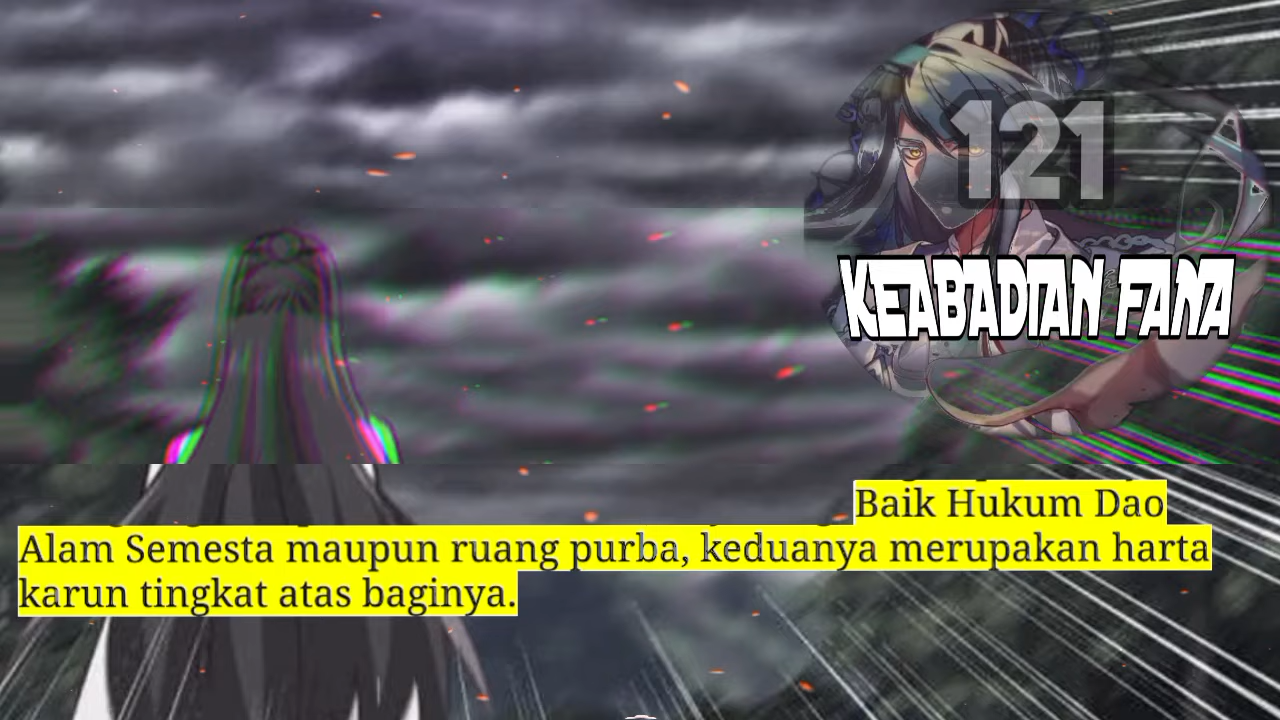 121
KEABADIAN FANA
Baik Hukum Dao
Alam Semesta maupun ruang purba, keduanya merupakan harta
karun tingkat atas baginya.